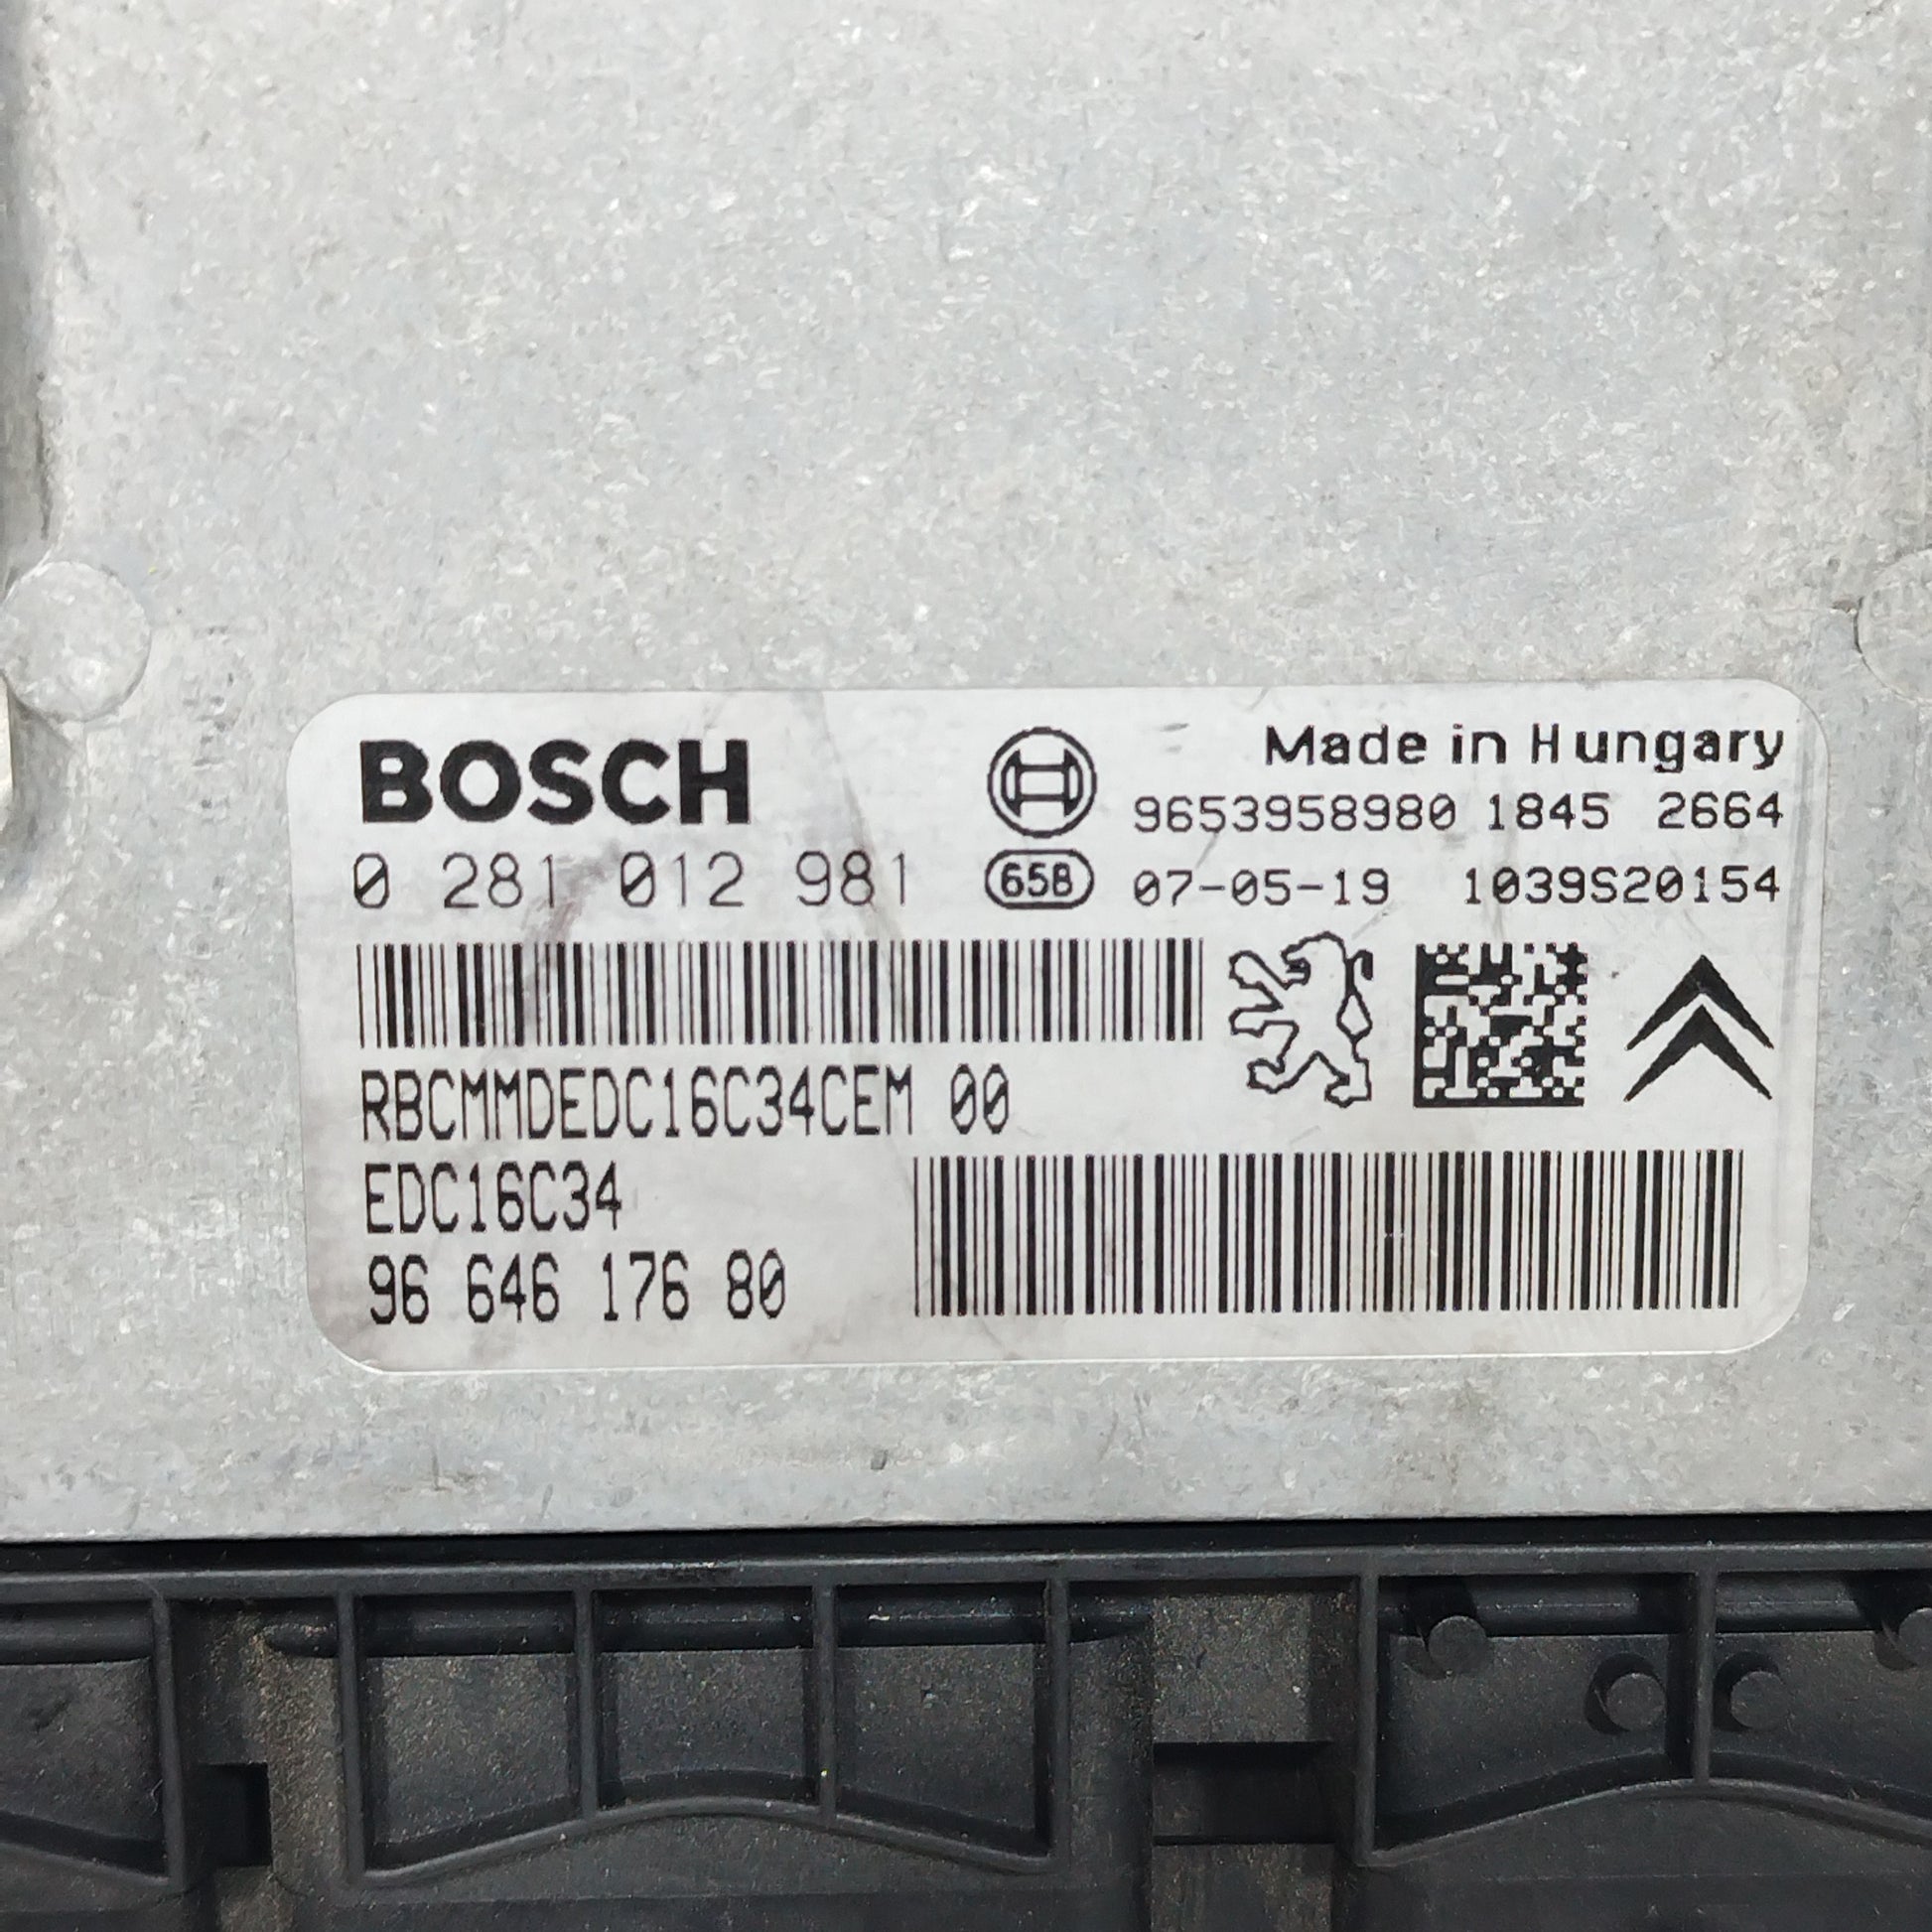 BOSCH
Made in Hungary
9653958980 1845 2664
0 281 012 981
658 07-05-19 1039S20154
RBCMMDEDC16C34CEM 00
EDC16C34
96 646 176 80